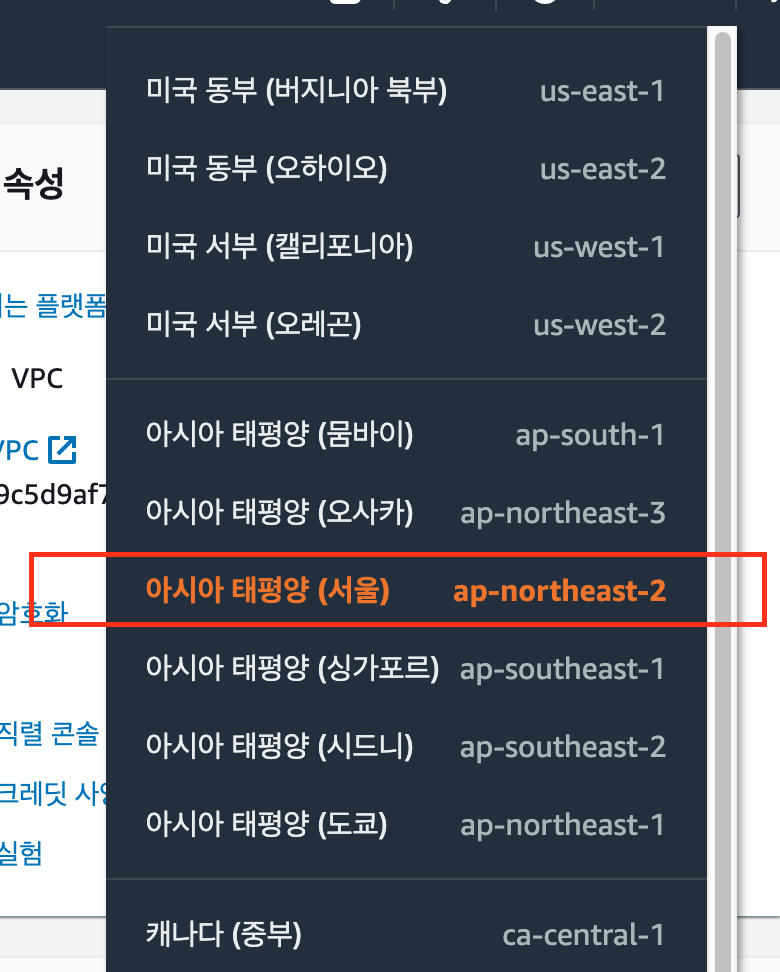 미국 동부 (버지니아 북부) us-east-1
미국 동부 (오하이오) us-east-2
미국 서부 (캘리포니아) us-west-1
미국 서부 (오레곤) us-west-2
아시아 태평양 (뭄바이) ap-south-1
아시아 태평양 (오사카) ap-northeast-3
아시아 태평양 (서울) ap-northeast-2
아시아 태평양 (싱가포르) ap-southeast-1
아시아 태평양 (시드니) ap-southeast-2
아시아 태평양 (도쿄) ap-northeast-1
캐나다 (중부) ca-central-1
속성
는 플랫폼
VPC
VPC
9c5d9af7
암호화
직렬 콘솔
크레딧
실험